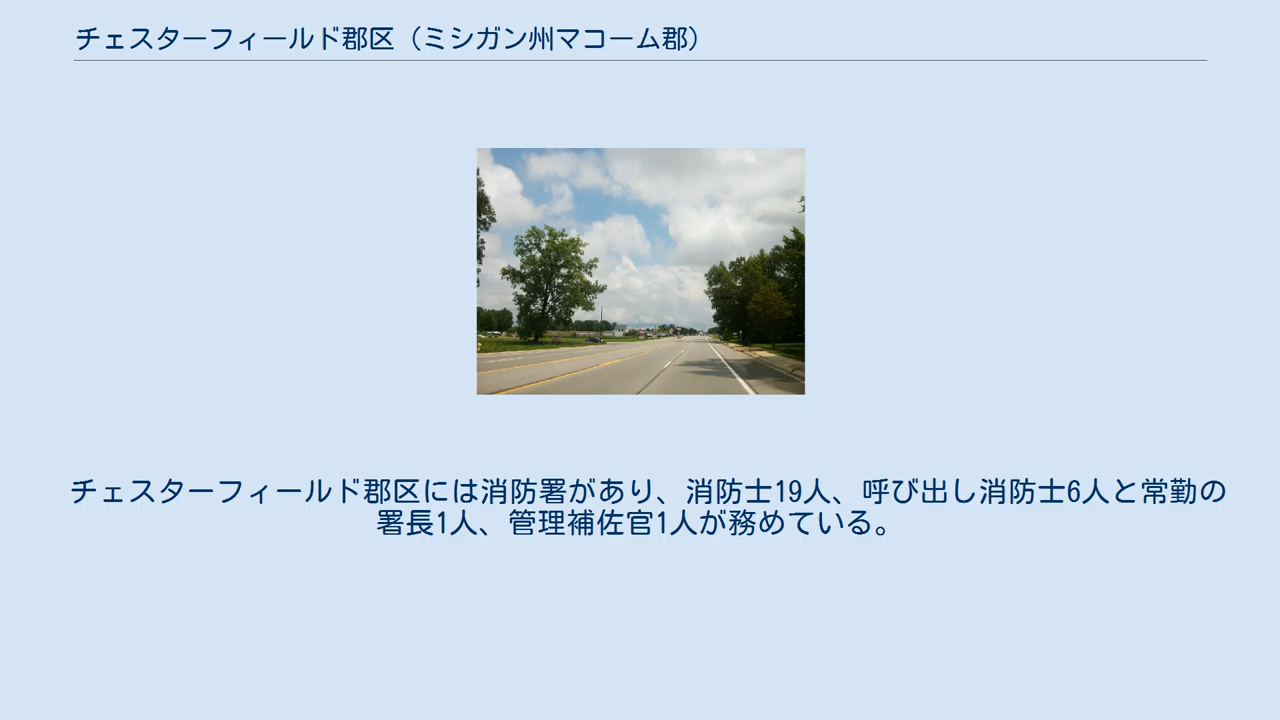 チェスターフィールド郡区（ミシガン州マコーム郡）
チェスターフィールド郡区には消防署があり、消防士19人、呼び出し消防士6人と常勤の
署長1人、管理補佐官1人が務めている。